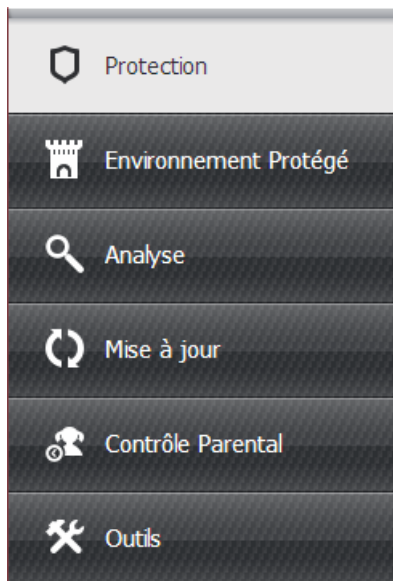 Protection
Environnement Protégé
Analyse
Mise à jour
Contrôle Parental
Outils